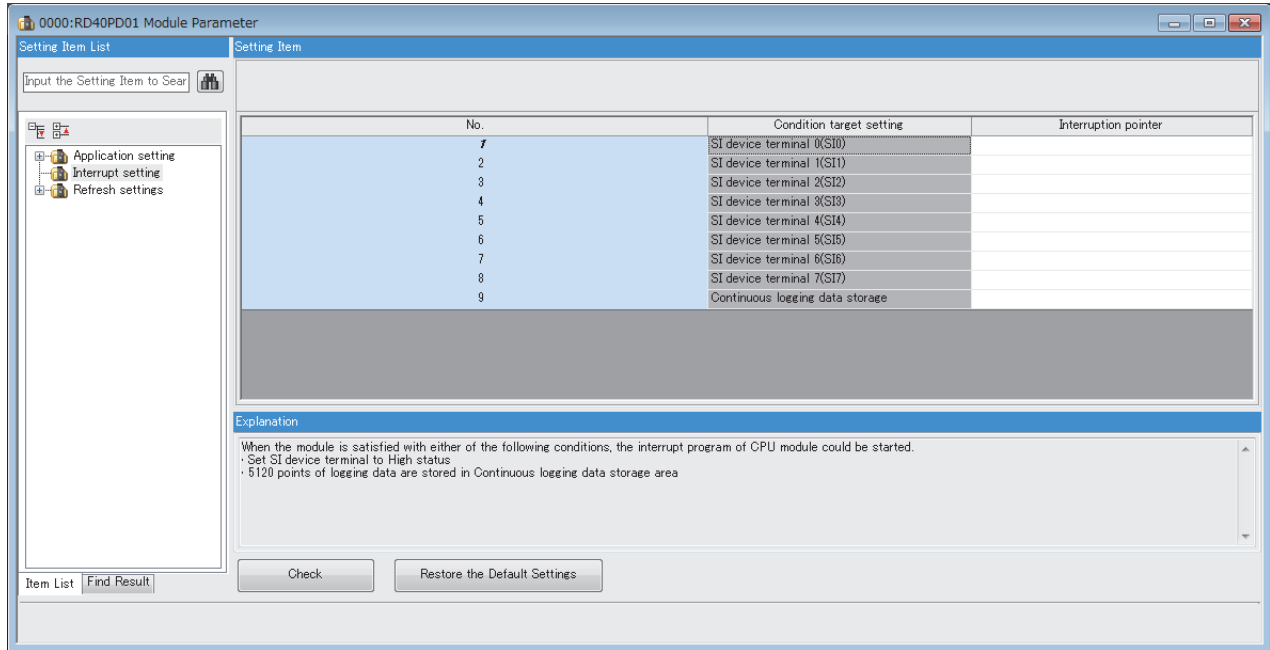 0000:RD40PD01 Module Parameter
Setting Item List
Setting Item
Input the Setting Item to Sear
Application setting
Interrupt setting
Refresh settings
No. Condition target setting Interruption pointer
1 SI device terminal 0(SI0)
2 SI device terminal 1(SI1)
3 SI device terminal 2(SI2)
4 SI device terminal 3(SI3)
5 SI device terminal 4(SI4)
6 SI device terminal 5(SI5)
7 SI device terminal 6(SI6)
8 SI device terminal 7(SI7)
9 Continuous logging data storage
Explanation
When the module is satisfied with either of the following conditions, the interrupt program of CPU module could be started.
· Set SI device terminal to High status
· 5120 points of logging data are stored in Continuous logging data storage area
Check Restore the Default Settings
Item List Find Result